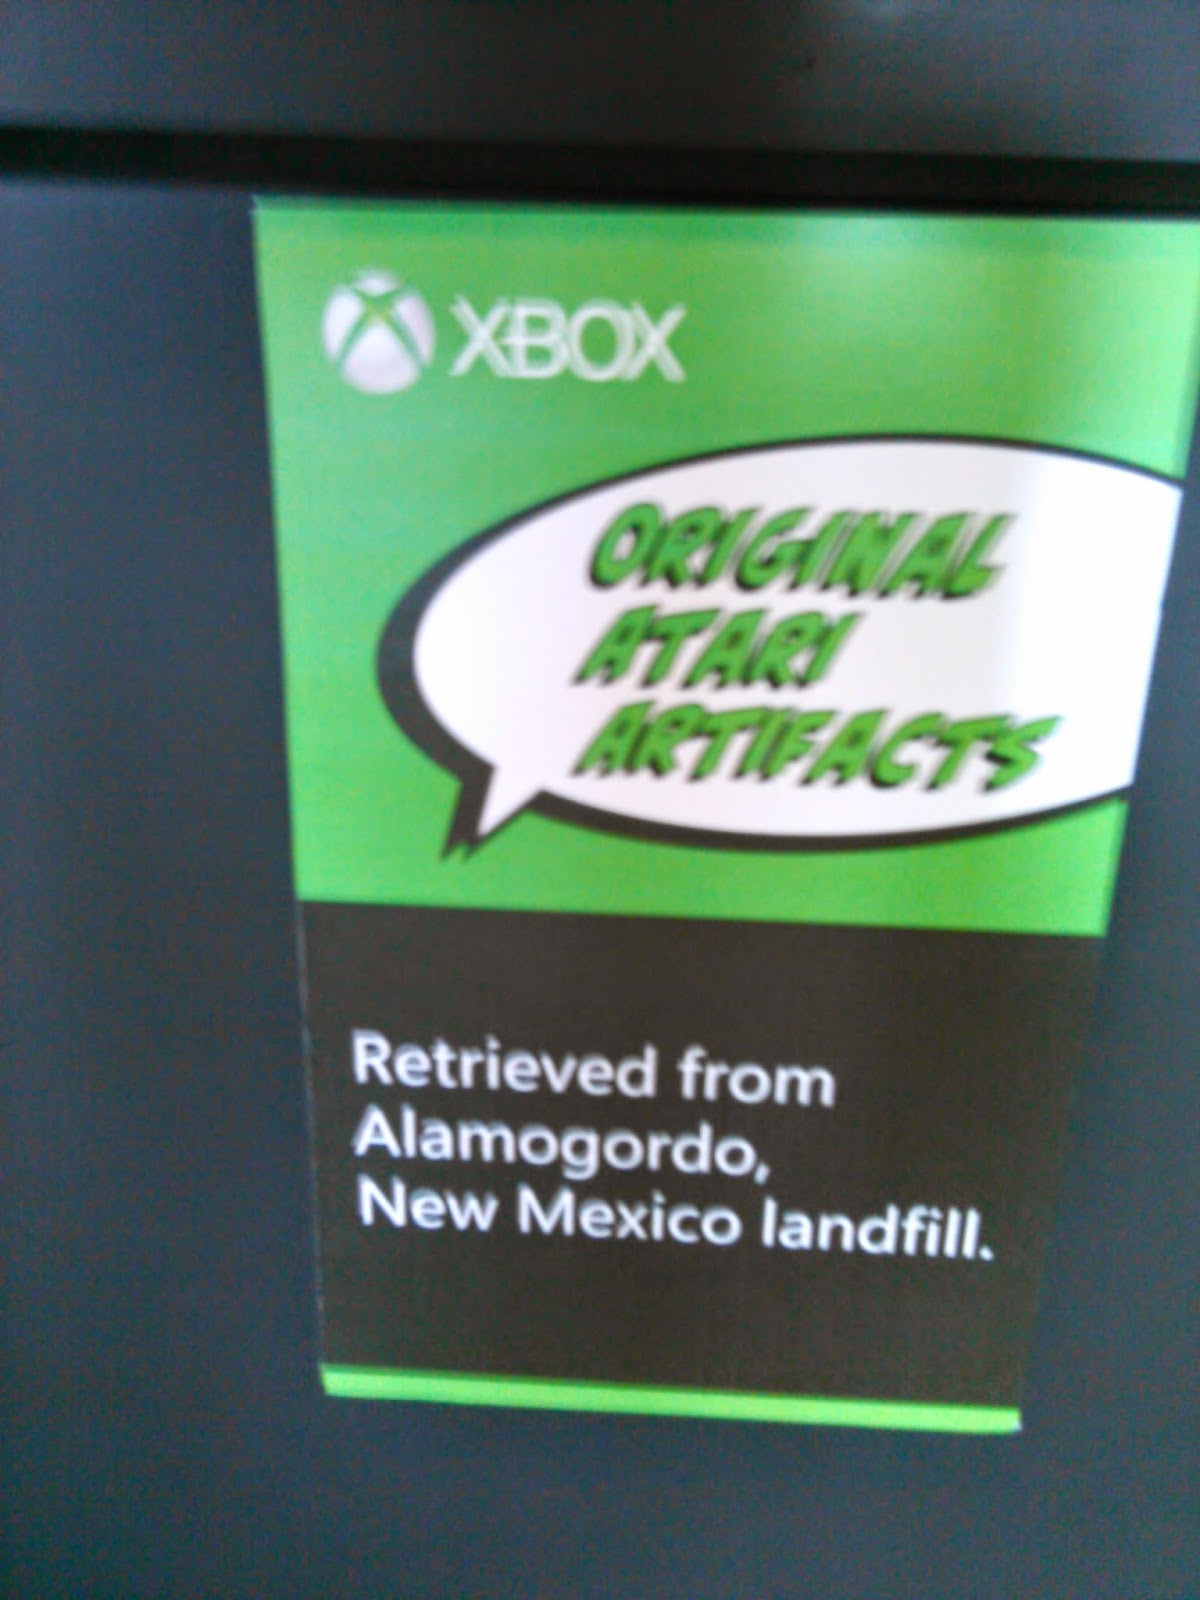 XBOX
ORIGINAL
ATARI
ARTIFACTS
Retrieved from
Alamogordo,
New Mexico landfill.